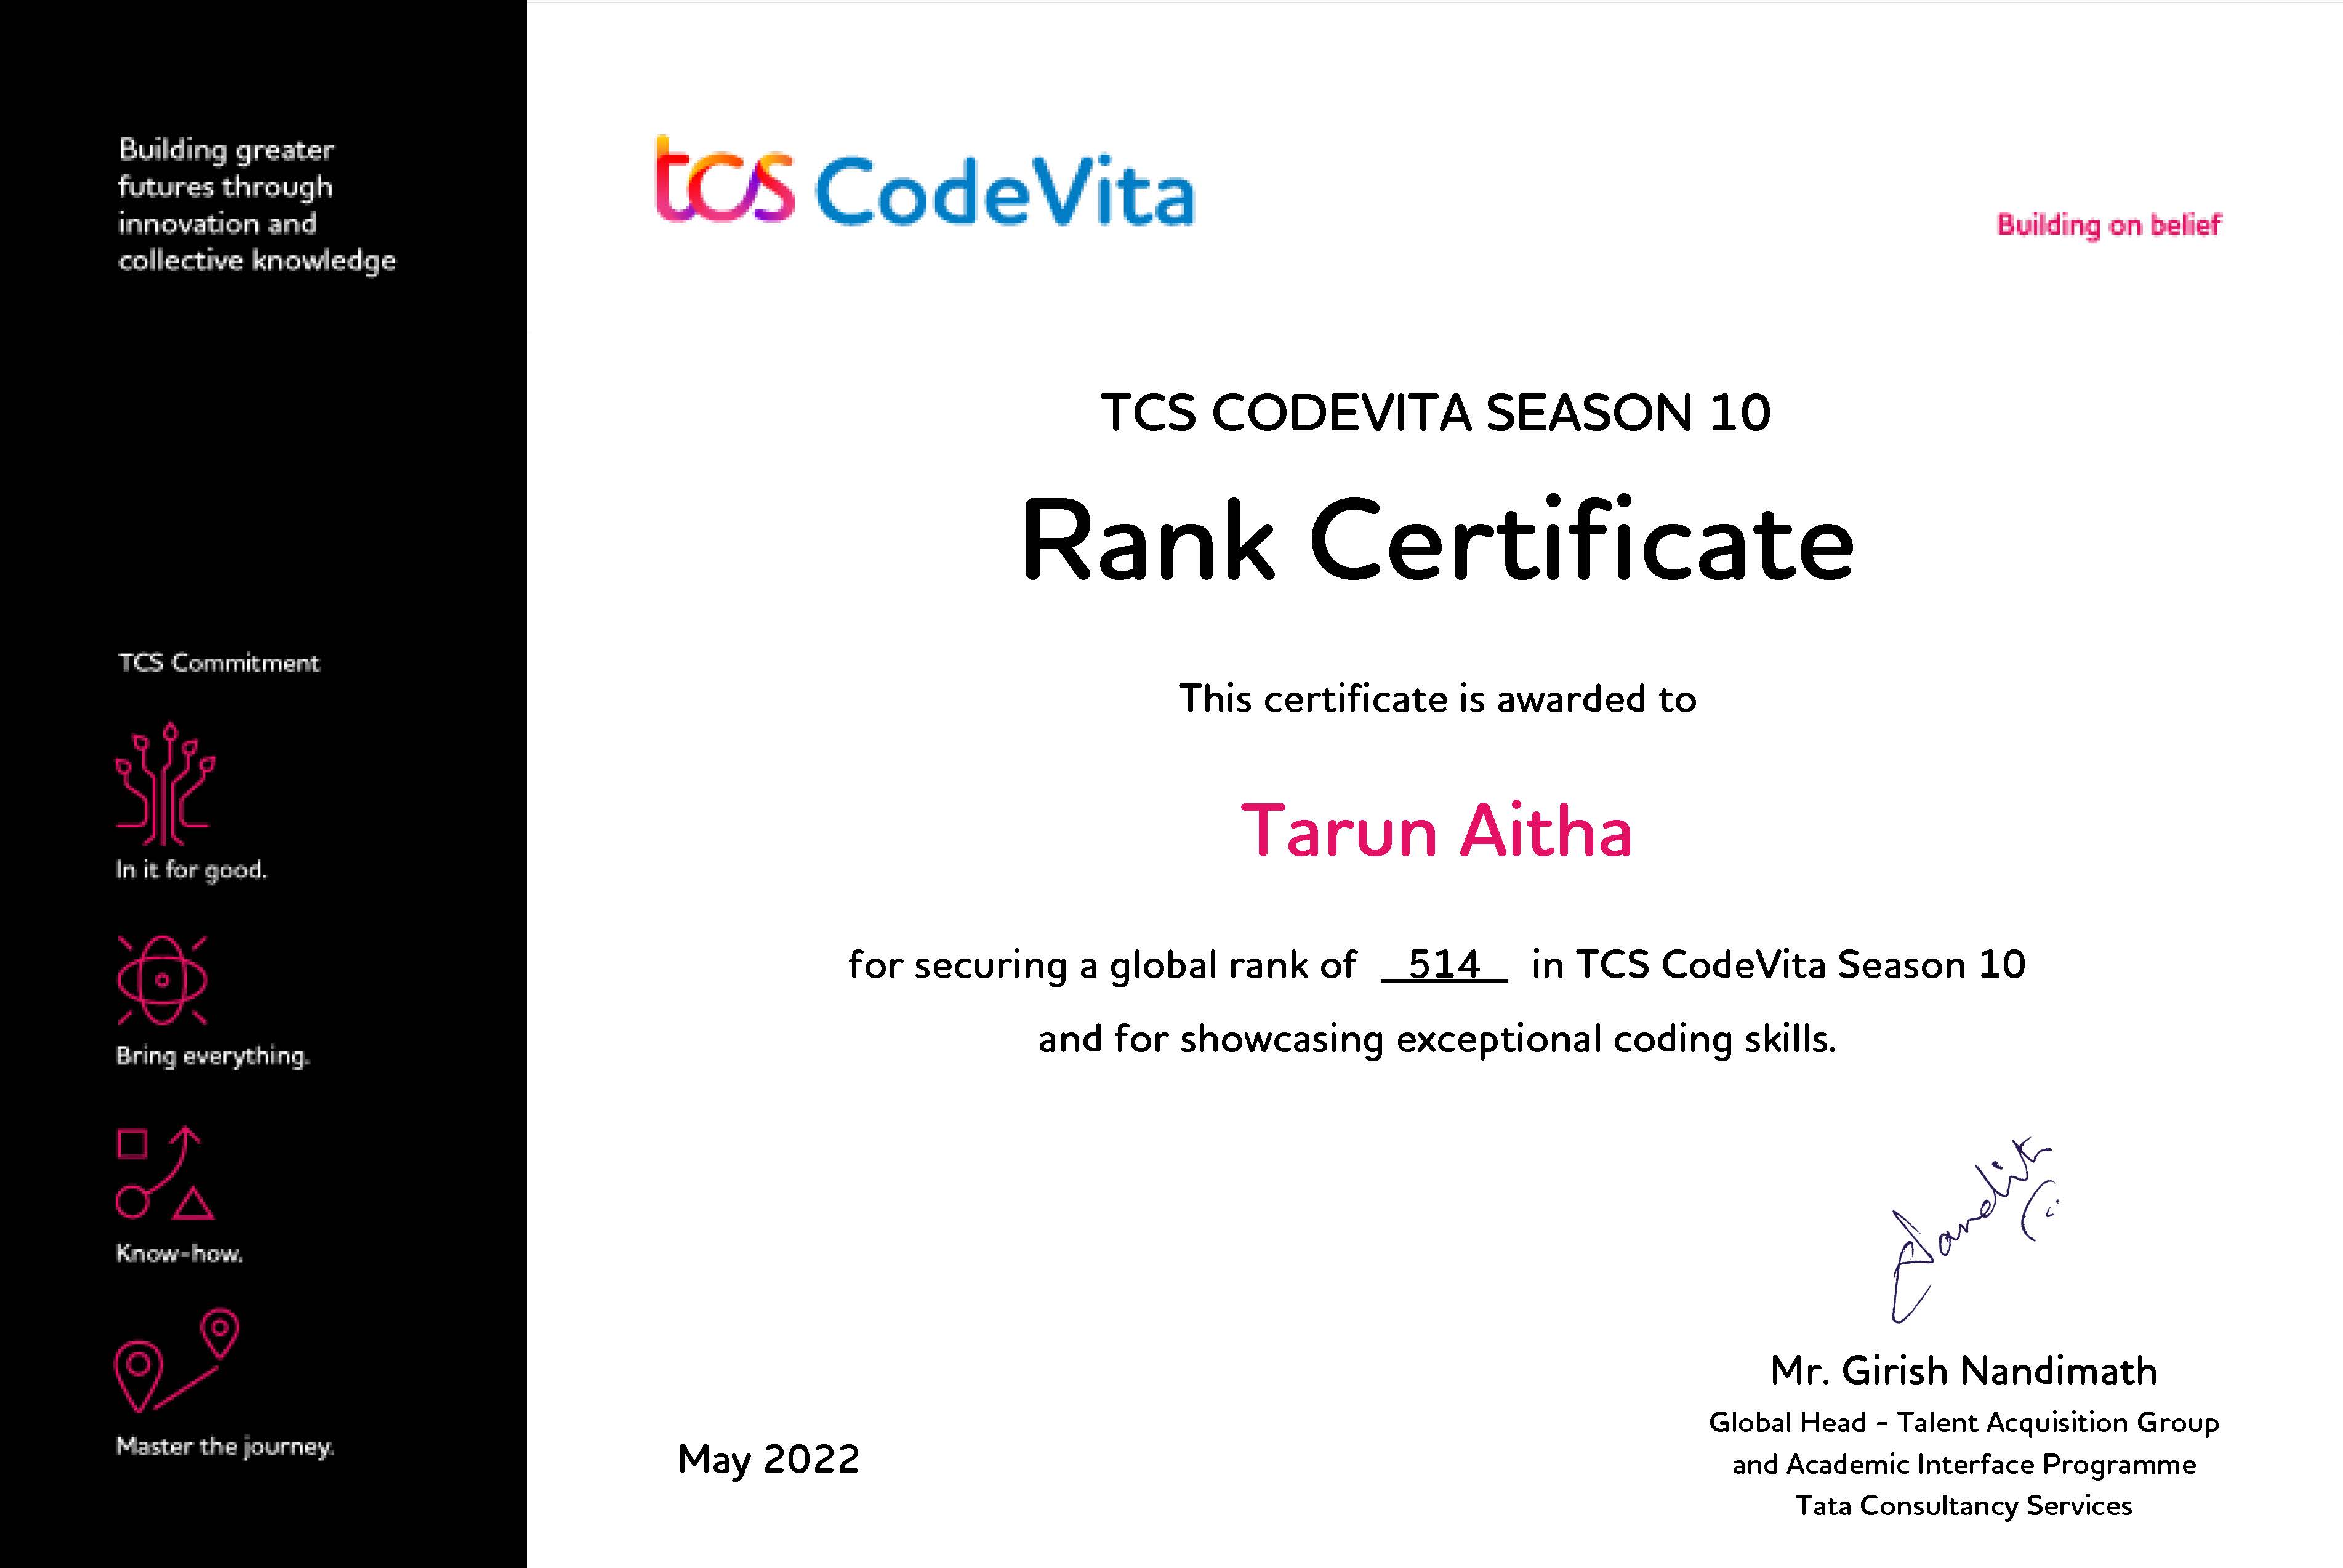 Building greater
futures through
innovation and
collective knowledge
tcs CodeVita
Building on belief
TCS CODEVITA SEASON 10
Rank Certificate
This certificate is awarded to
Tarun Aitha
for securing a global rank of 514 in TCS CodeVita Season 10
and for showcasing exceptional coding skills.
TCS Commitment
In it for good.
Bring everything.
Know-how.
Master the journey.
May 2022
Mr. Girish Nandimath
Global Head - Talent Acquisition Group
and Academic Interface Programme
Tata Consultancy Services